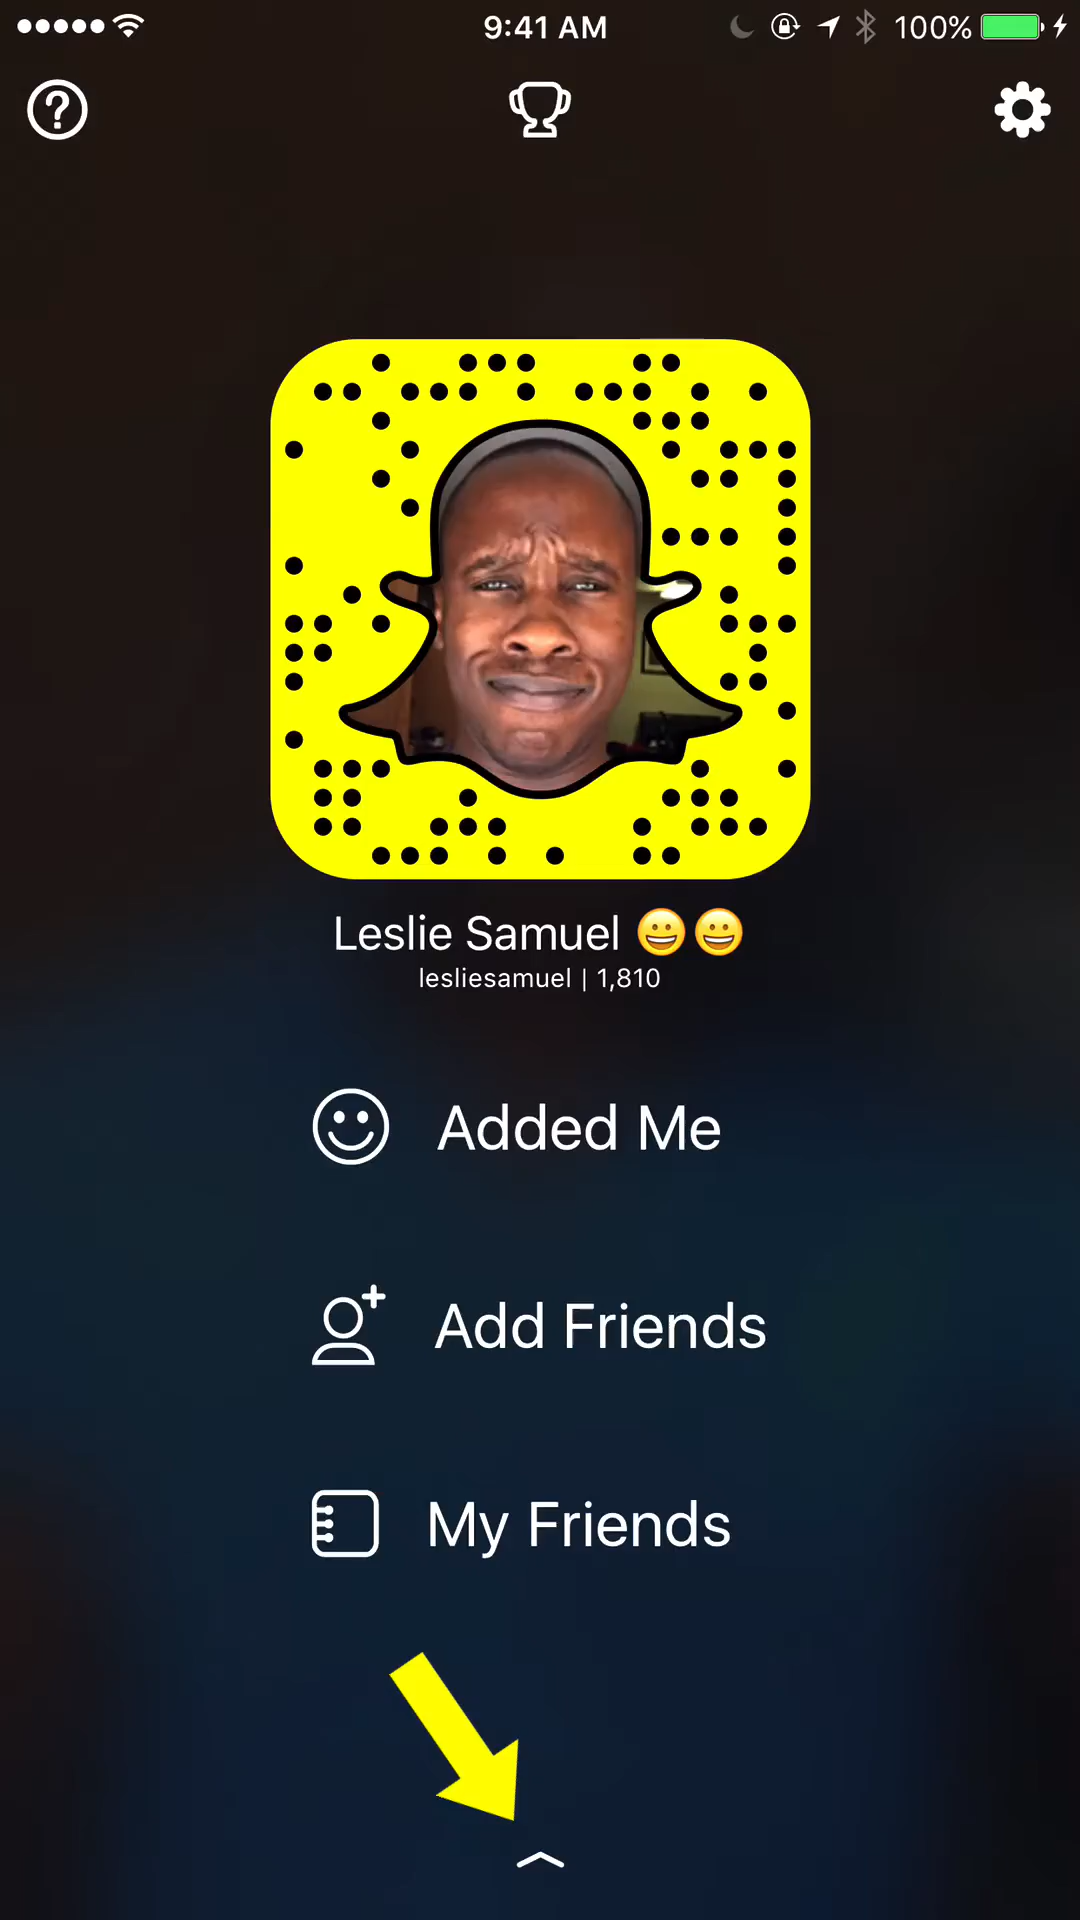 9:41 AM 100%
Leslie Samuel 😀😀
lesliesamuel | 1,810
Added Me
Add Friends
My Friends